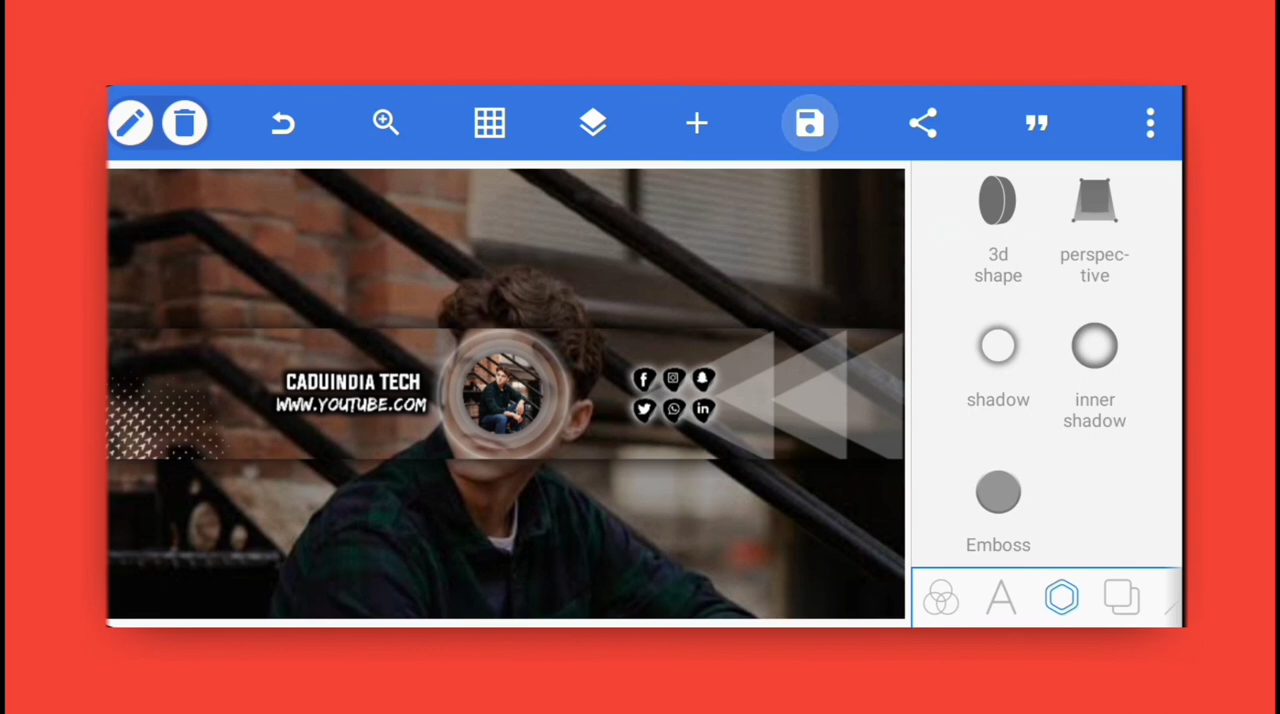 3d
shape
perspec-
tive
CADUINDIA TECH
WWW.YOUTUBE.COM
shadow
inner
shadow
Emboss